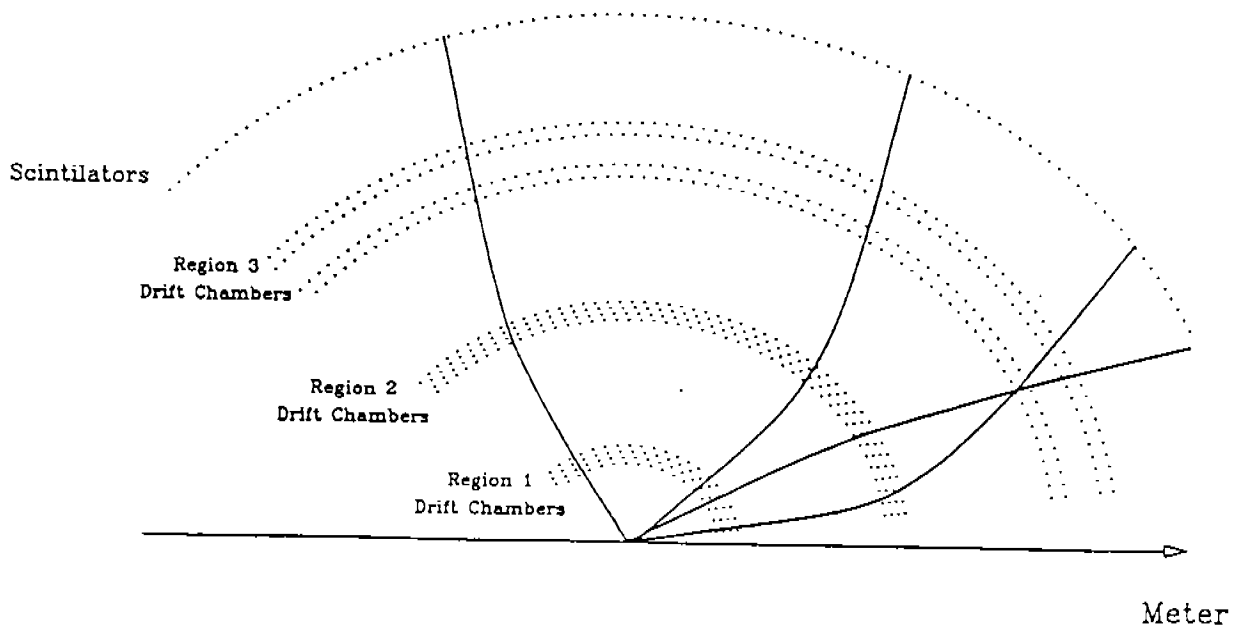 Scintilators
Region 3
Drift Chambers
Region 2
Drift Chambers
Region 1
Drift Chambers
Meter